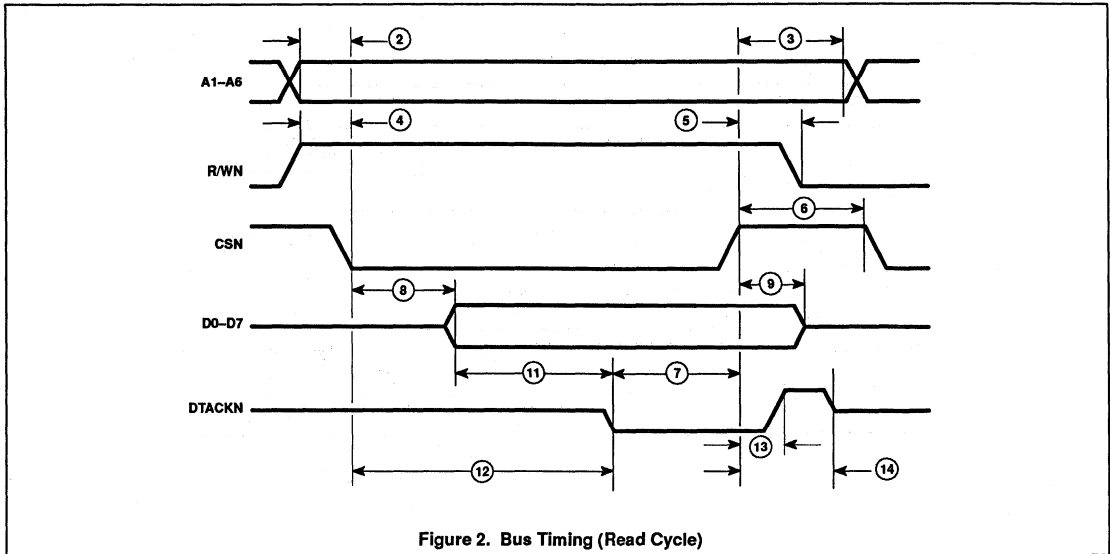 2
3
A1–A6
4
5
R/WN
6
CSN
9
8
D0–D7
11
7
DTACKN
13
12
14
Figure 2. Bus Timing (Read Cycle)